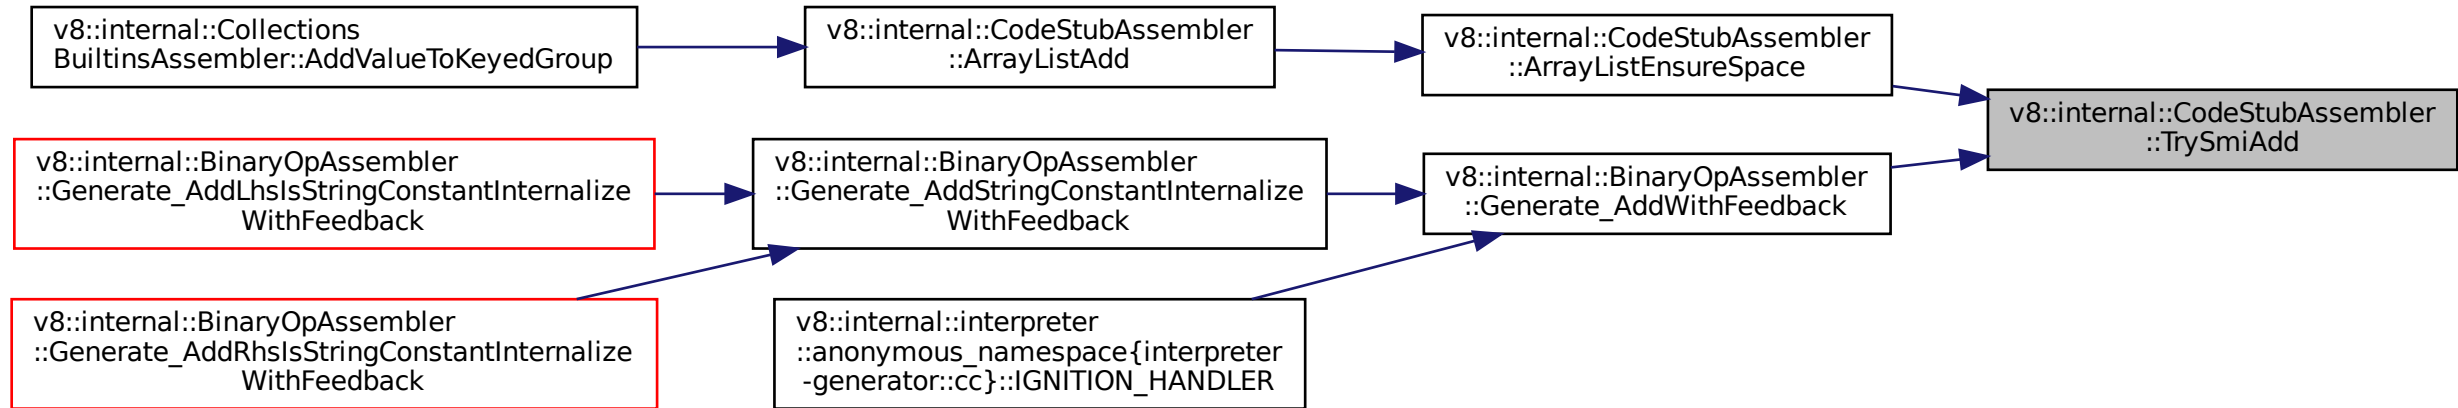 v8::internal::Collections
BuiltinsAssembler::AddValueToKeyedGroup
v8::internal::CodeStubAssembler
::ArrayListAdd
v8::internal::CodeStubAssembler
::ArrayListEnsureSpace
v8::internal::CodeStubAssembler
::TrySmiAdd
v8::internal::BinaryOpAssembler
::Generate_AddLhsIsStringConstantInternalize
WithFeedback
v8::internal::BinaryOpAssembler
::Generate_AddStringConstantInternalize
WithFeedback
v8::internal::BinaryOpAssembler
::Generate_AddWithFeedback
v8::internal::BinaryOpAssembler
::Generate_AddRhsIsStringConstantInternalize
WithFeedback
v8::internal::interpreter
::anonymous_namespace{interpreter
-generator::cc}::IGNITION_HANDLER